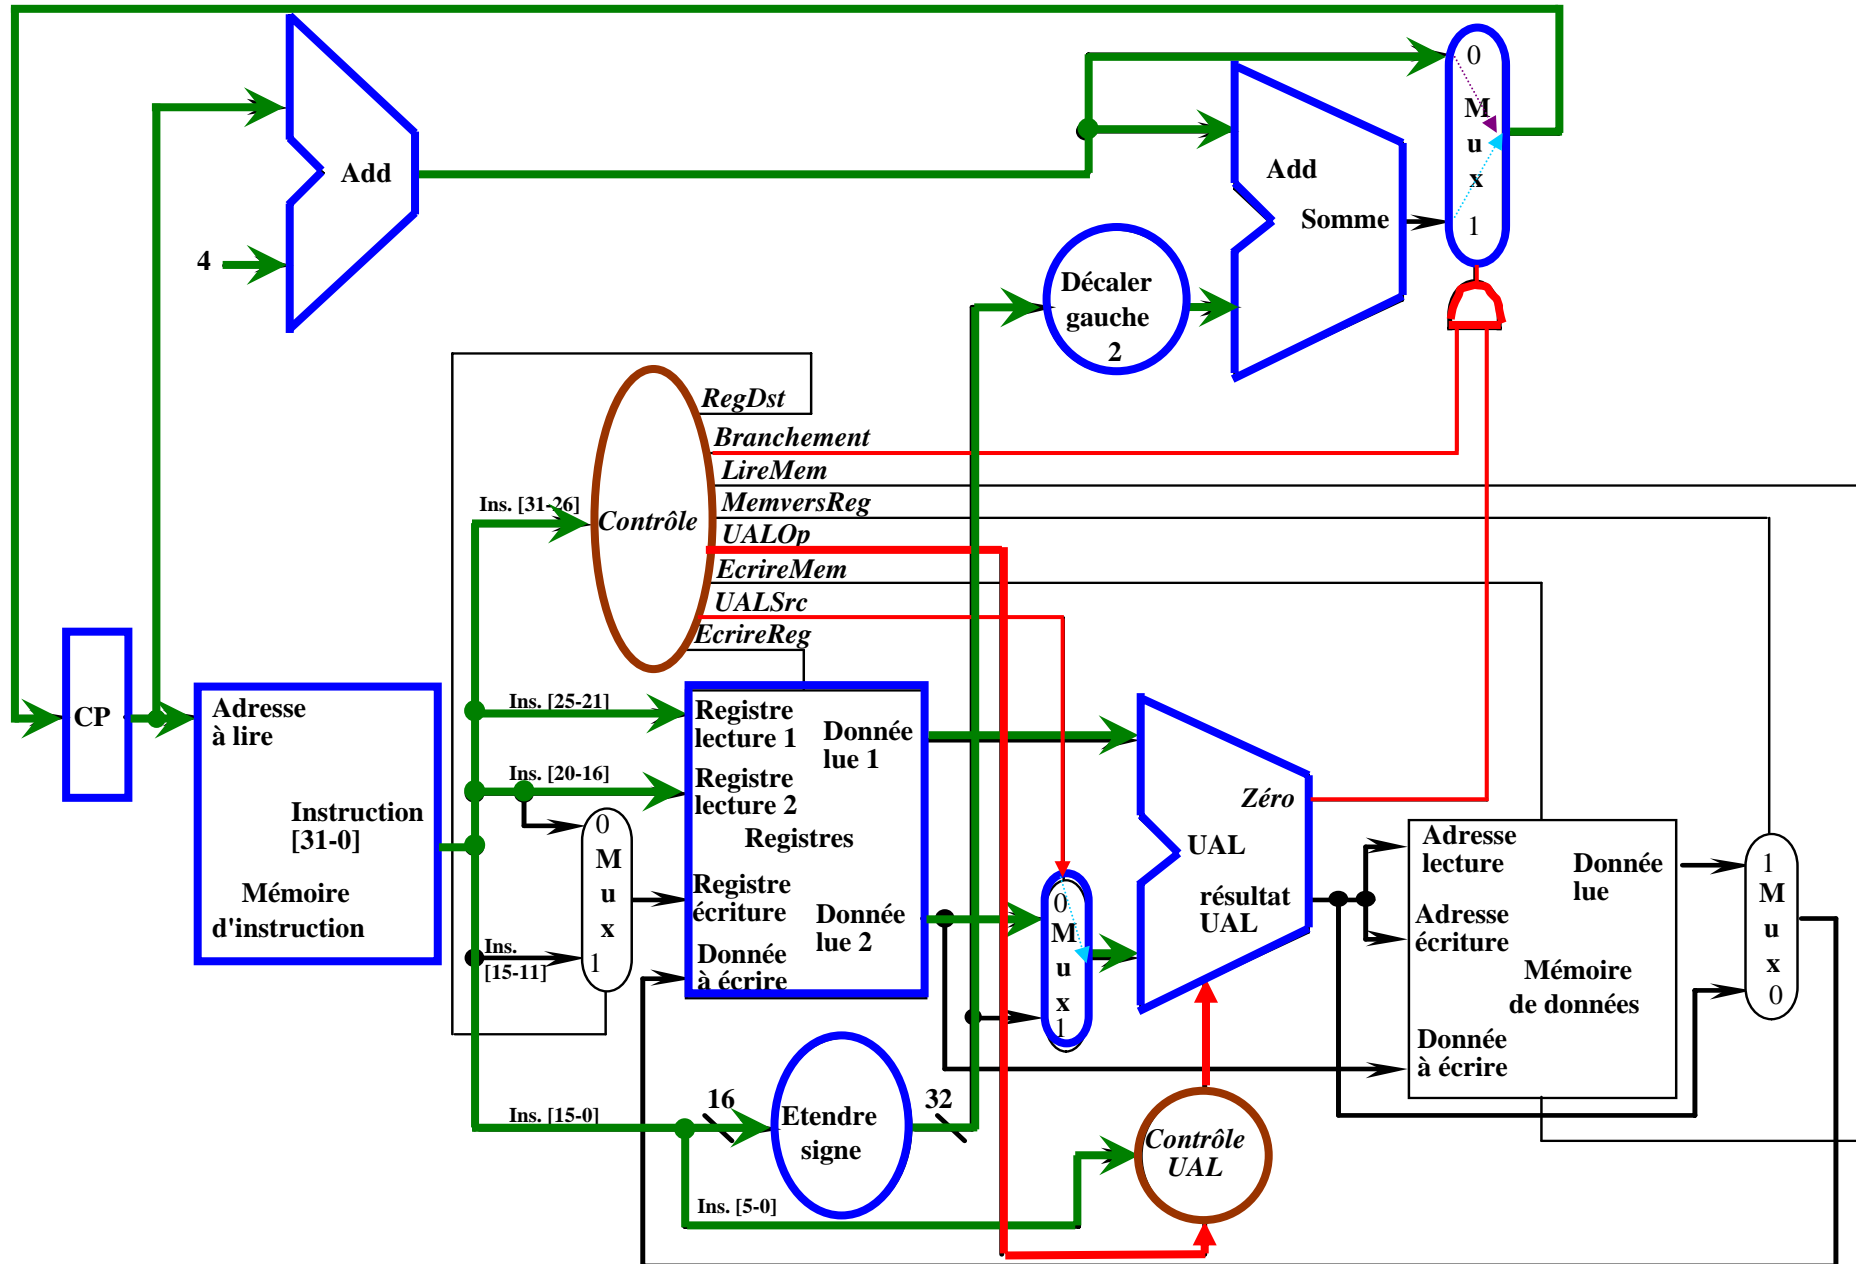 0
M
u
x
1
Add
Add
Somme
4
Décaler
gauche
2
RegDst
Branchement
LireMem
MemversReg
UALOp
EcrireMem
UALSrc
EcrireReg
Ins. [31-26]
Contrôle
CP
Adresse
à lire
Instruction
[31-0]
Mémoire
d'instruction
Ins. [25-21]
Ins. [20-16]
0
M
u
x
1
Ins.
[15-11]
Registre
lecture 1
Registre
lecture 2
Registres
Registre
écriture
Donnée
à écrire
Donnée
lue 1
Donnée
lue 2
0
M
u
x
1
Zéro
UAL
résultat
UAL
Adresse
lecture
Adresse
écriture
Donnée
lue
Mémoire
de données
Donnée
à écrire
1
M
u
x
0
Ins. [15-0]
16
Etendre
signe
32
Contrôle
UAL
Ins. [5-0]